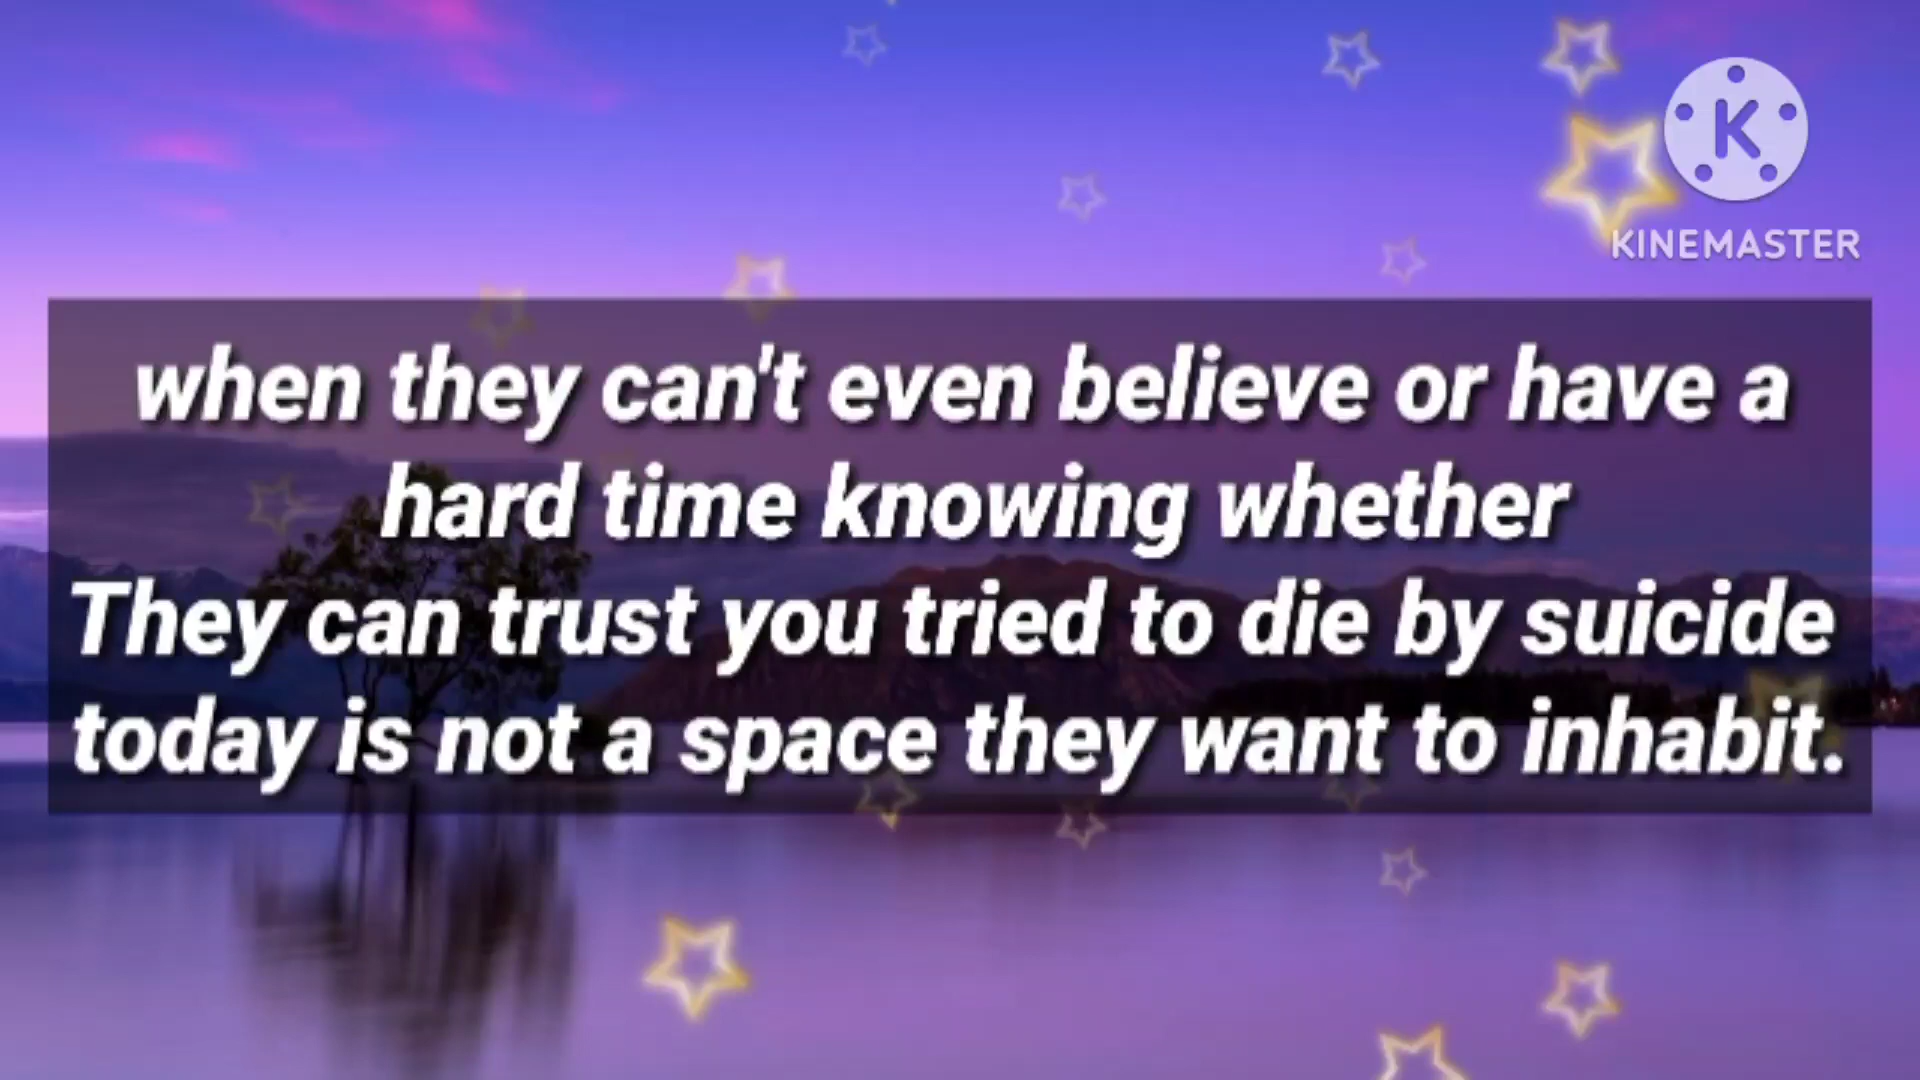 K
KINEMASTER
when they can't even believe or have a
hard time knowing whether
They can trust you tried to die by suicide
today is not a space they want to inhabit.